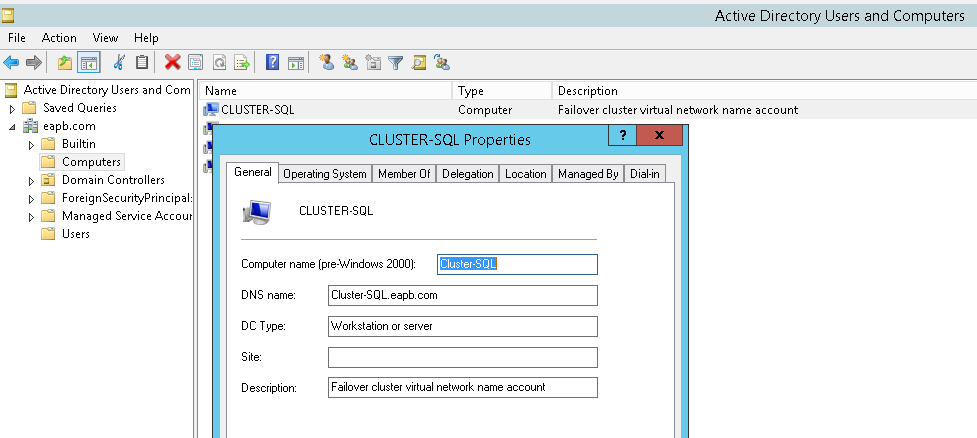 Active Directory Users and Computers
File Action View Help
Active Directory Users and Com
Saved Queries
eapb.com
Builtin
Computers
Domain Controllers
ForeignSecurityPrincipal:
Managed Service Accour
Users
Name Type Description
CLUSTER-SQL Computer Failover cluster virtual network name account
CLUSTER-SQL Properties ? x
General Operating System Member Of Delegation Location Managed By Dial-in
CLUSTER-SQL
Computer name (pre-Windows 2000): Cluster-SQL
DNS name: Cluster-SQL.eapb.com
DC Type: Workstation or server
Site:
Description: Failover cluster virtual network name account